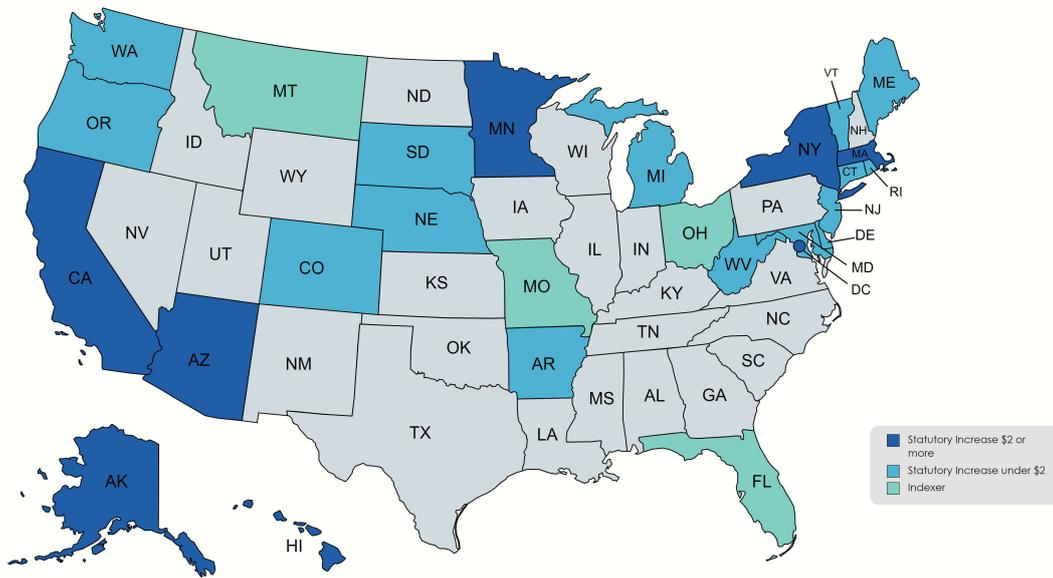 WA
MT
ND
MN
VT
ME
OR
ID
SD
WI
MI
NH
NY
MA
CT
RI
WY
NE
IA
PA
NJ
NV
UT
CO
IL
IN
OH
DE
CA
KS
MO
WV
VA
MD
DC
KY
AZ
NM
OK
AR
TN
NC
SC
TX
LA
MS
AL
GA
FL
AK
HI
Statutory Increase $2 or
more
Statutory Increase under $2
Indexer